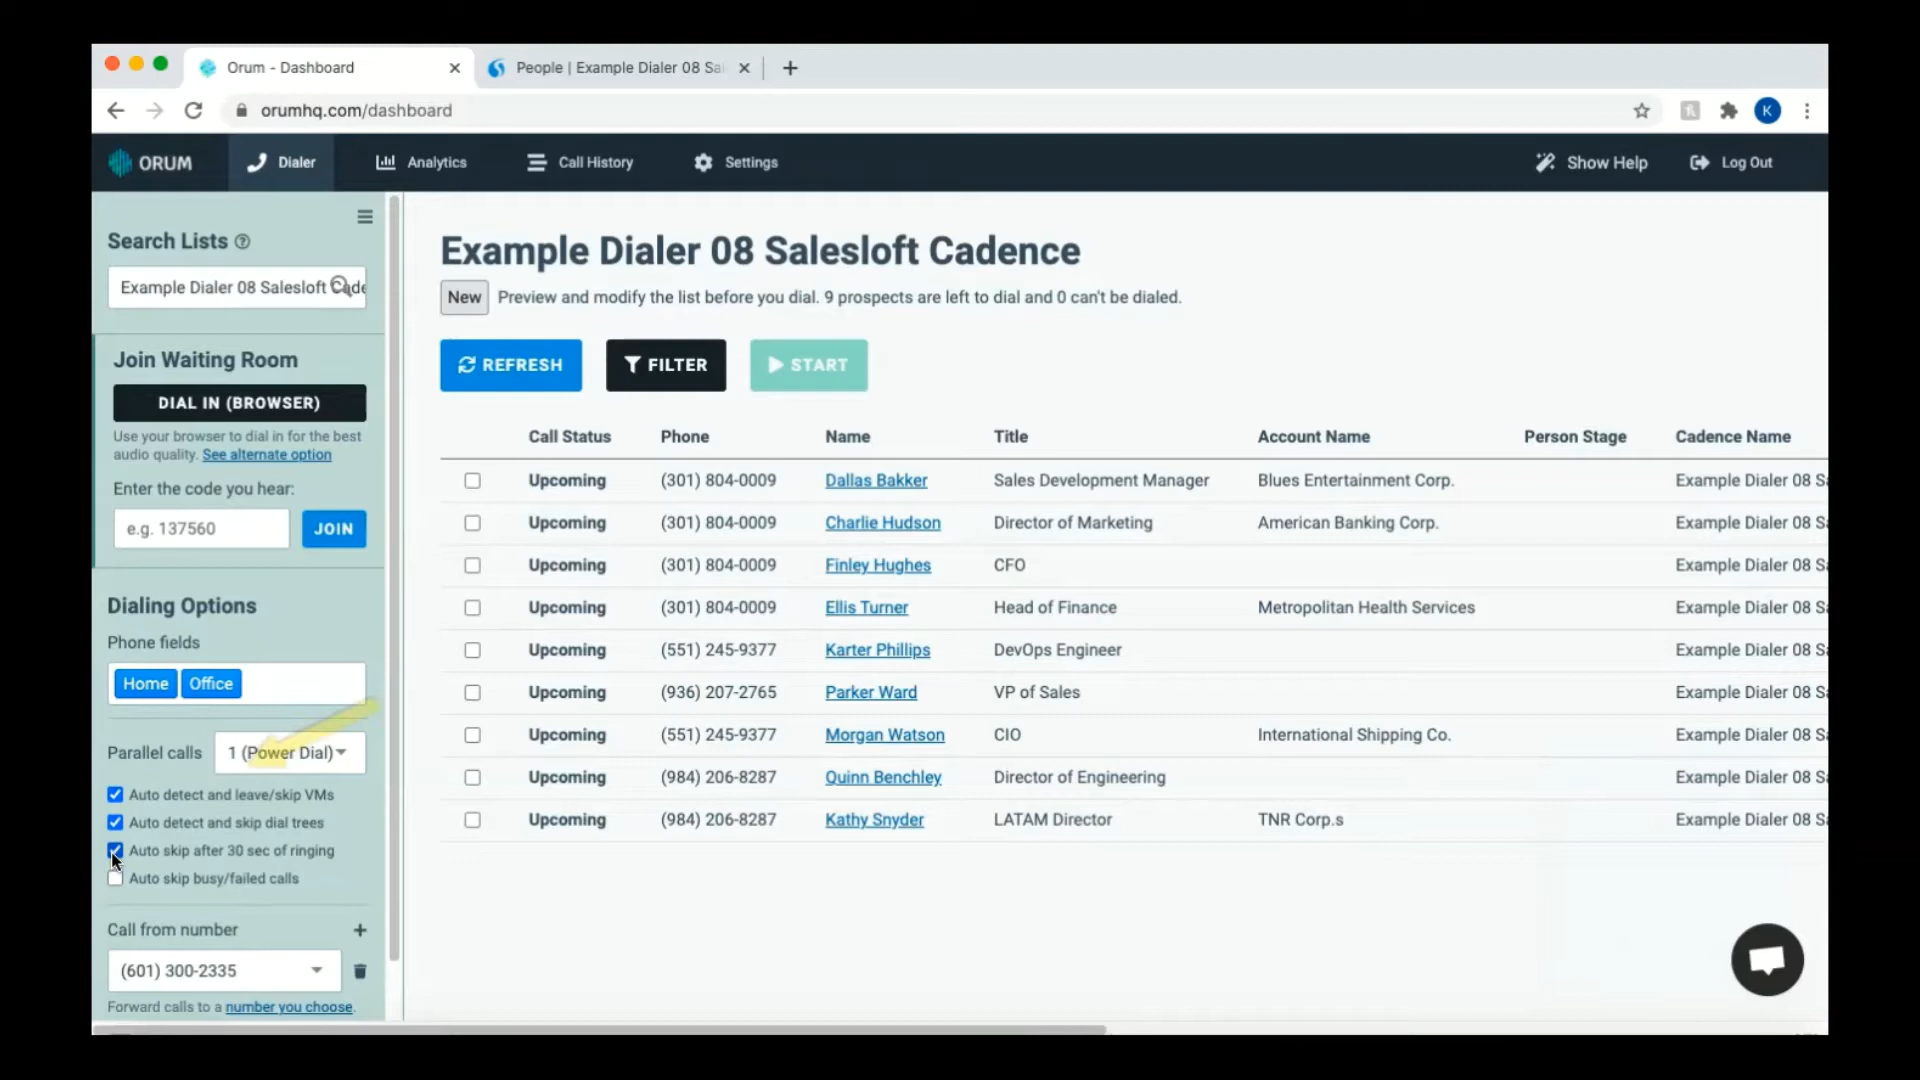 Orum - Dashboard
People | Example Dialer 08 Sa
orumhq.com/dashboard
K
ORUM
Dialer
Analytics
Call History
Settings
Show Help
Log Out
Search Lists
Example Dialer 08 Salesloft Cade
Join Waiting Room
DIAL IN (BROWSER)
Use your browser to dial in for the best
audio quality. See alternate option
Enter the code you hear:
e.g. 137560
JOIN
Dialing Options
Phone fields
Home Office
Parallel calls 1 (Power Dial)
Auto detect and leave/skip VMs
Auto detect and skip dial trees
Auto skip after 30 sec of ringing
Auto skip busy/failed calls
Call from number +
(601) 300-2335
Forward calls to a number you choose.
Example Dialer 08 Salesloft Cadence
New Preview and modify the list before you dial. 9 prospects are left to dial and 0 can't be dialed.
REFRESH FILTER START
Call Status Phone Name Title Account Name Person Stage Cadence Name
Upcoming (301) 804-0009 Dallas Bakker Sales Development Manager Blues Entertainment Corp. Example Dialer 08 Sa
Upcoming (301) 804-0009 Charlie Hudson Director of Marketing American Banking Corp. Example Dialer 08 Sa
Upcoming (301) 804-0009 Finley Hughes CFO Example Dialer 08 Sa
Upcoming (301) 804-0009 Ellis Turner Head of Finance Metropolitan Health Services Example Dialer 08 Sa
Upcoming (551) 245-9377 Karter Phillips DevOps Engineer Example Dialer 08 Sa
Upcoming (936) 207-2765 Parker Ward VP of Sales Example Dialer 08 Sa
Upcoming (551) 245-9377 Morgan Watson CIO International Shipping Co. Example Dialer 08 Sa
Upcoming (984) 206-8287 Quinn Benchley Director of Engineering Example Dialer 08 Sa
Upcoming (984) 206-8287 Kathy Snyder LATAM Director TNR Corp.s Example Dialer 08 Sa